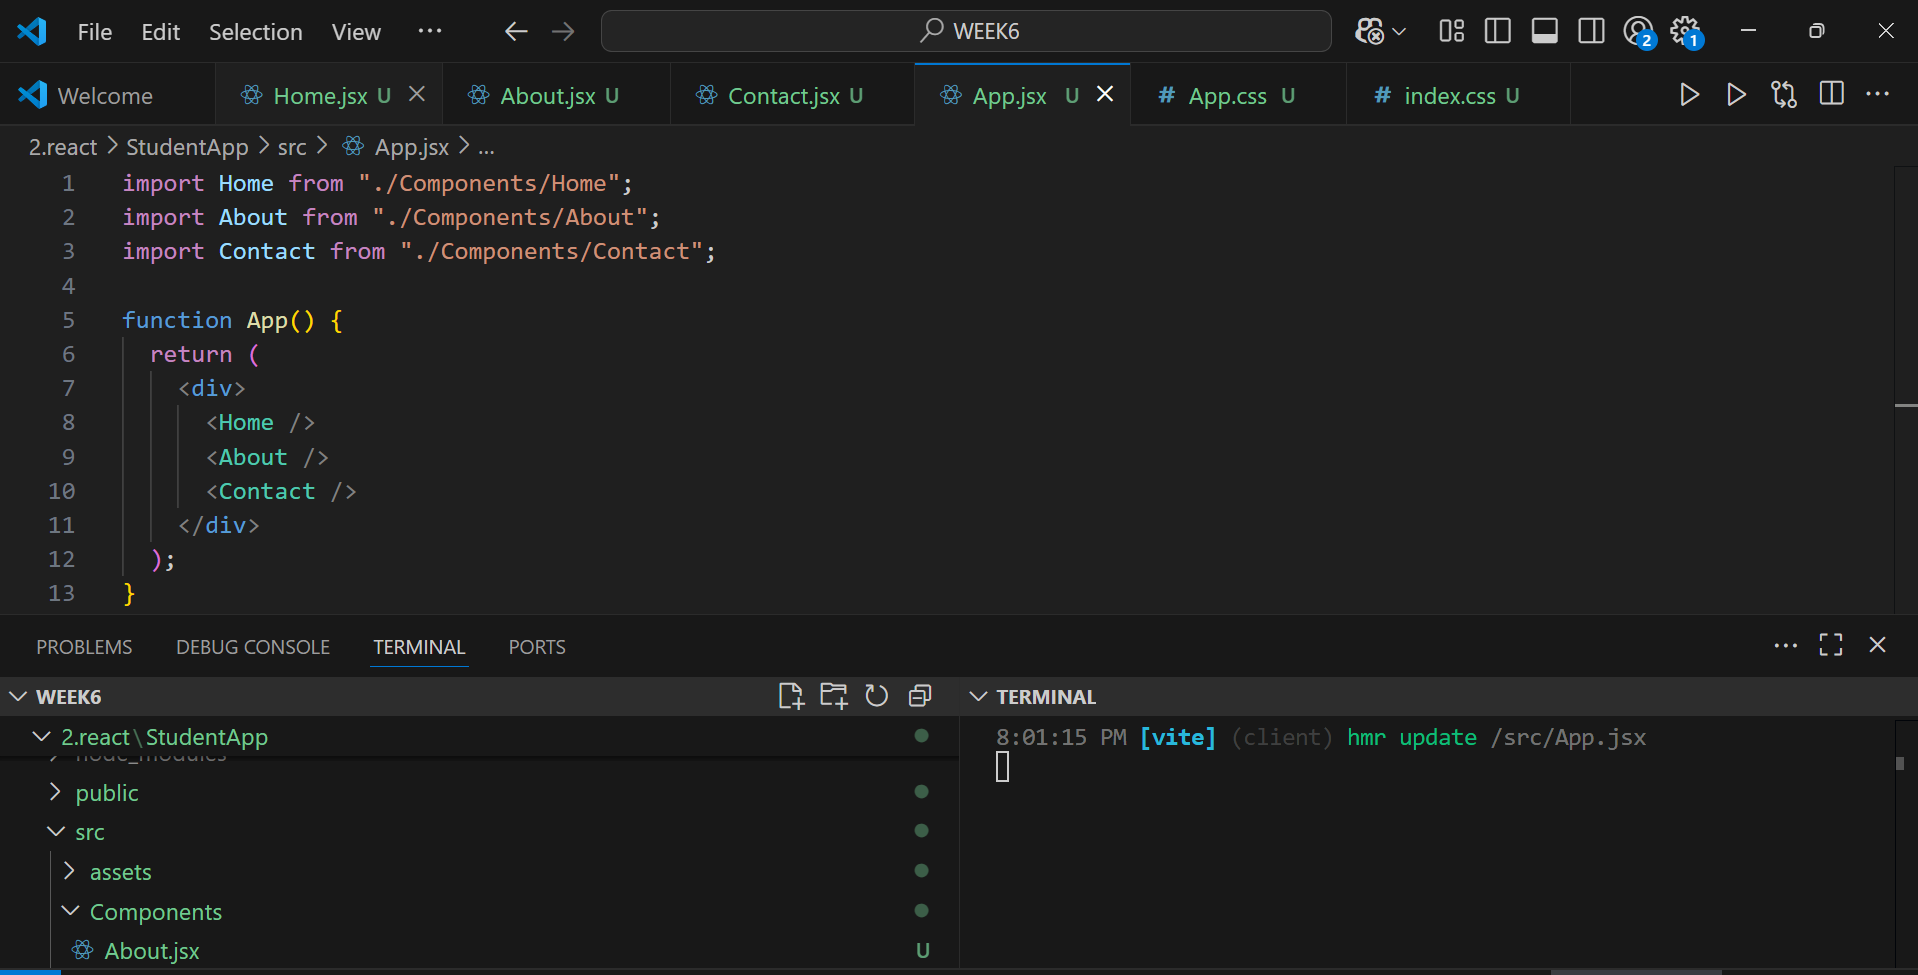 File Edit Selection View ··· WEEK6 2 1
Welcome Home.jsx U About.jsx U Contact.jsx U App.jsx U # App.css U # index.css U ···
2.react > StudentApp > src > App.jsx > ...
1 import Home from "./Components/Home";
2 import About from "./Components/About";
3 import Contact from "./Components/Contact";
4
5 function App() {
6 return (
7 <div>
8 <Home />
9 <About />
10 <Contact />
11 </div>
12 );
13 }
PROBLEMS DEBUG CONSOLE TERMINAL PORTS ···
WEEK6
2.react\StudentApp
node_modules
public
src
assets
Components
About.jsx U
TERMINAL
8:01:15 PM [vite] (client) hmr update /src/App.jsx